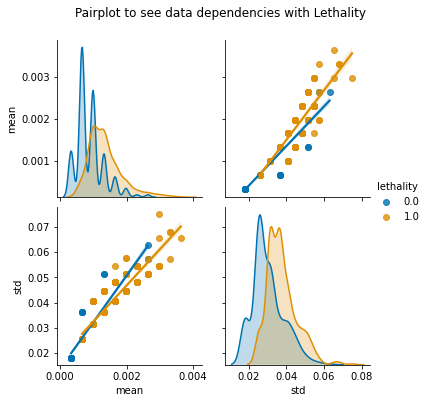 Pairplot to see data dependencies with Lethality
0.003
0.002
0.001
mean
lethality
0.0
1.0
0.07
0.06
0.05
0.04
0.03
0.02
std
0.000 0.002 0.004
mean
0.02 0.04 0.06 0.08
std